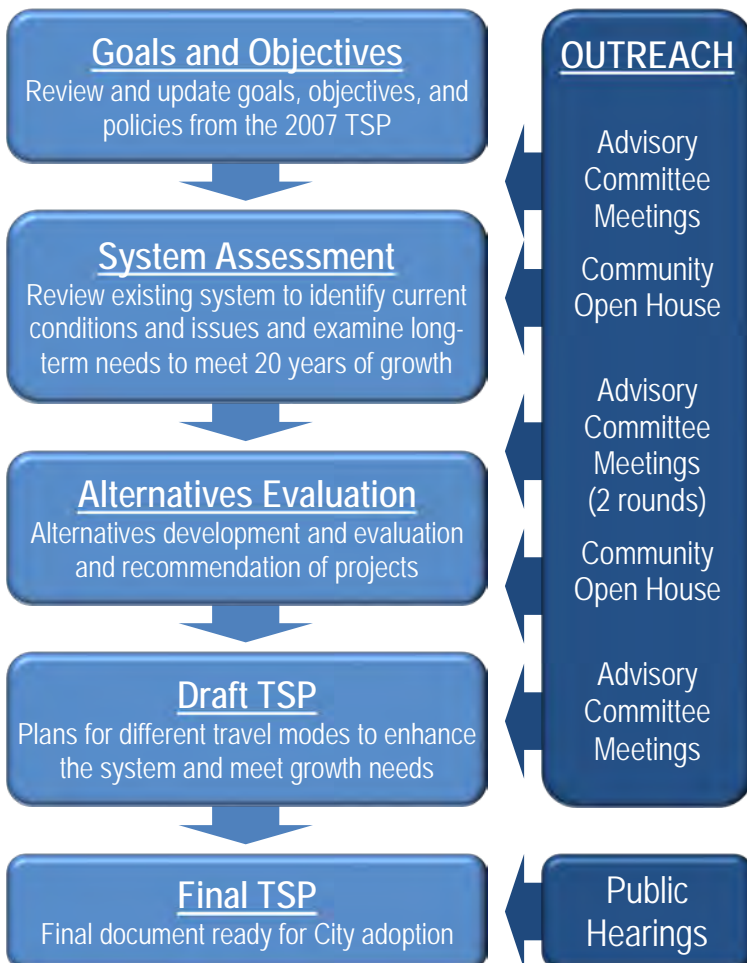 Goals and Objectives
Review and update goals, objectives, and
policies from the 2007 TSP
System Assessment
Review existing system to identify current
conditions and issues and examine long-
term needs to meet 20 years of growth
Alternatives Evaluation
Alternatives development and evaluation
and recommendation of projects
Draft TSP
Plans for different travel modes to enhance
the system and meet growth needs
Final TSP
Final document ready for City adoption
OUTREACH
Advisory
Committee
Meetings
Community
Open House
Advisory
Committee
Meetings
(2 rounds)
Community
Open House
Advisory
Committee
Meetings
Public
Hearings